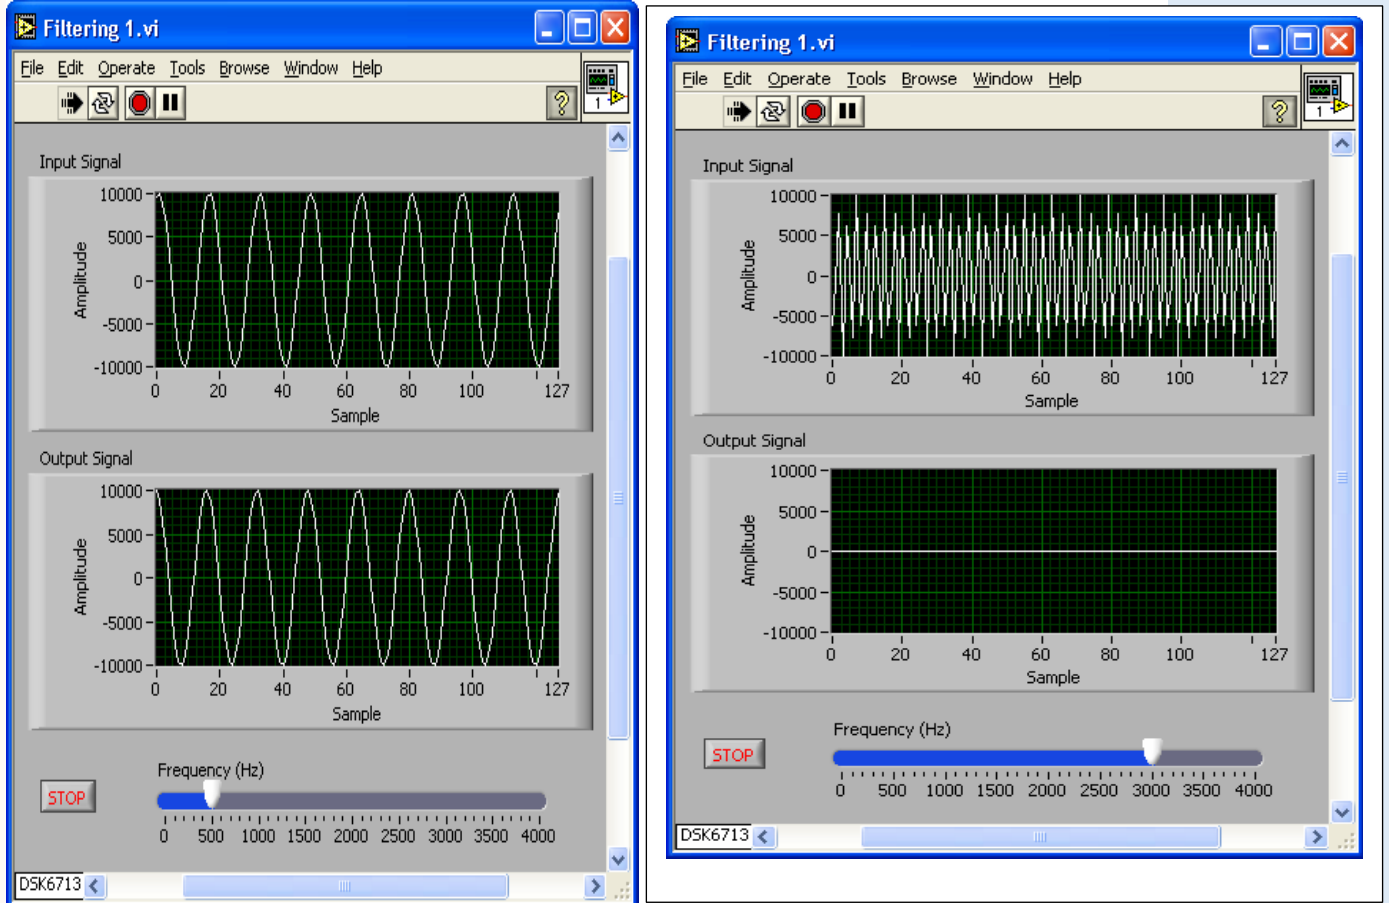 Filtering 1.vi
File Edit Operate Tools Browse Window Help
1
Input Signal
10000
5000
0
-5000
-10000
Amplitude
0 20 40 60 80 100 127
Sample
Output Signal
10000
5000
0
-5000
-10000
Amplitude
0 20 40 60 80 100 127
Sample
Frequency (Hz)
STOP
0 500 1000 1500 2000 2500 3000 3500 4000
DSK6713
Filtering 1.vi
File Edit Operate Tools Browse Window Help
1
Input Signal
10000
5000
0
-5000
-10000
Amplitude
0 20 40 60 80 100 127
Sample
Output Signal
10000
5000
0
-5000
-10000
Amplitude
0 20 40 60 80 100 127
Sample
Frequency (Hz)
STOP
0 500 1000 1500 2000 2500 3000 3500 4000
DSK6713